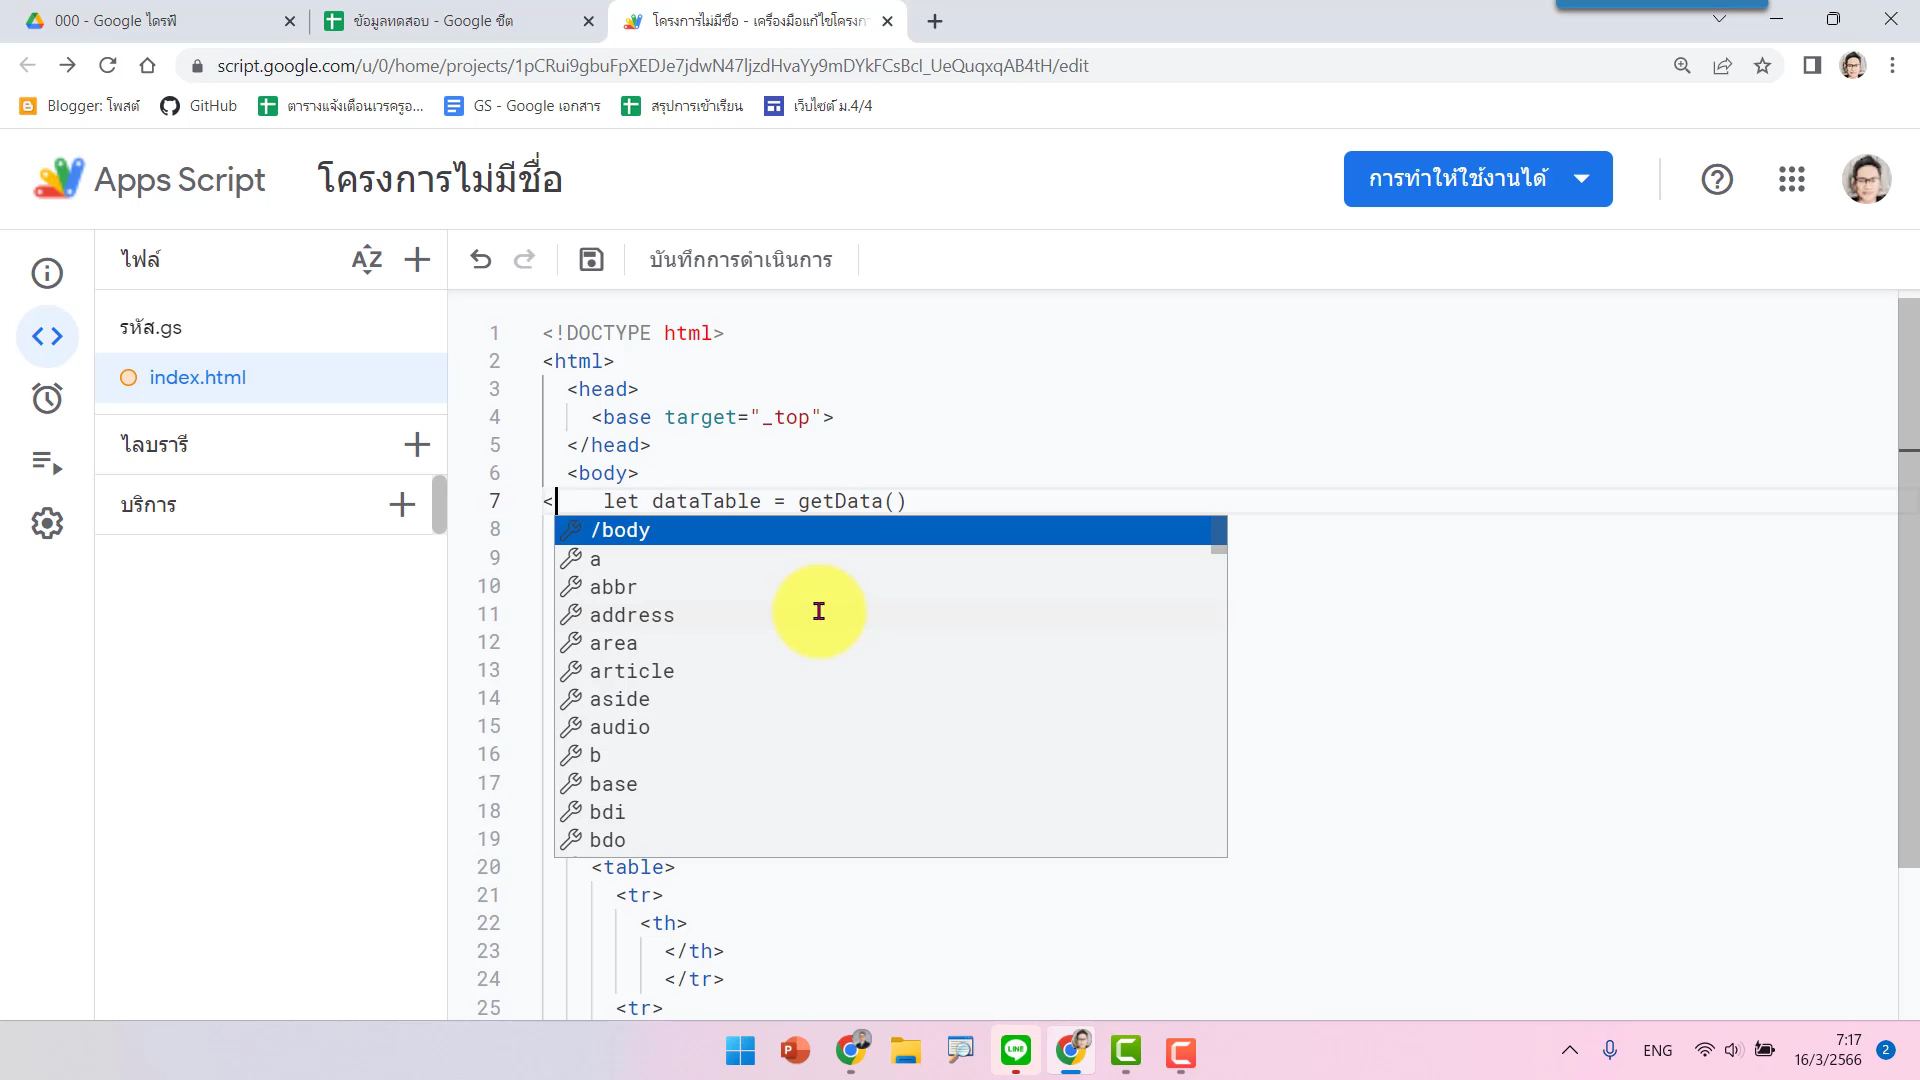 000 - Google ไดรฟ์
ข้อมูลทดสอบ - Google ชีต
โครงการไม่มีชื่อ - เครื่องมือแก้ไขโครงก
script.google.com/u/0/home/projects/1pCRui9gbuFpXEDJe7jdwN47ljzdHvaYy9mDYkFCsBcl_UeQuqxqAB4tH/edit
Blogger: โพสต์
GitHub
ตารางแจ้งเตือนเวรครูอ...
GS - Google เอกสาร
สรุปการเข้าเรียน
เว็บไซต์ ม.4/4
Apps Script
โครงการไม่มีชื่อ
การทำให้ใช้งานได้
ไฟล์
AZ
บันทึกการดำเนินการ
รหัส.gs
index.html
ไลบรารี
บริการ
1 <!DOCTYPE html>
2 <html>
3 <head>
4 <base target="_top">
5 </head>
6 <body>
7 < let dataTable = getData()
8 /body
9 a
10 abbr
11 address
12 area
13 article
14 aside
15 audio
16 b
17 base
18 bdi
19 bdo
20 <table>
21 <tr>
22 <th>
23 </th>
24 </tr>
25 <tr>
LINE
ENG
7:17
16/3/2566
2